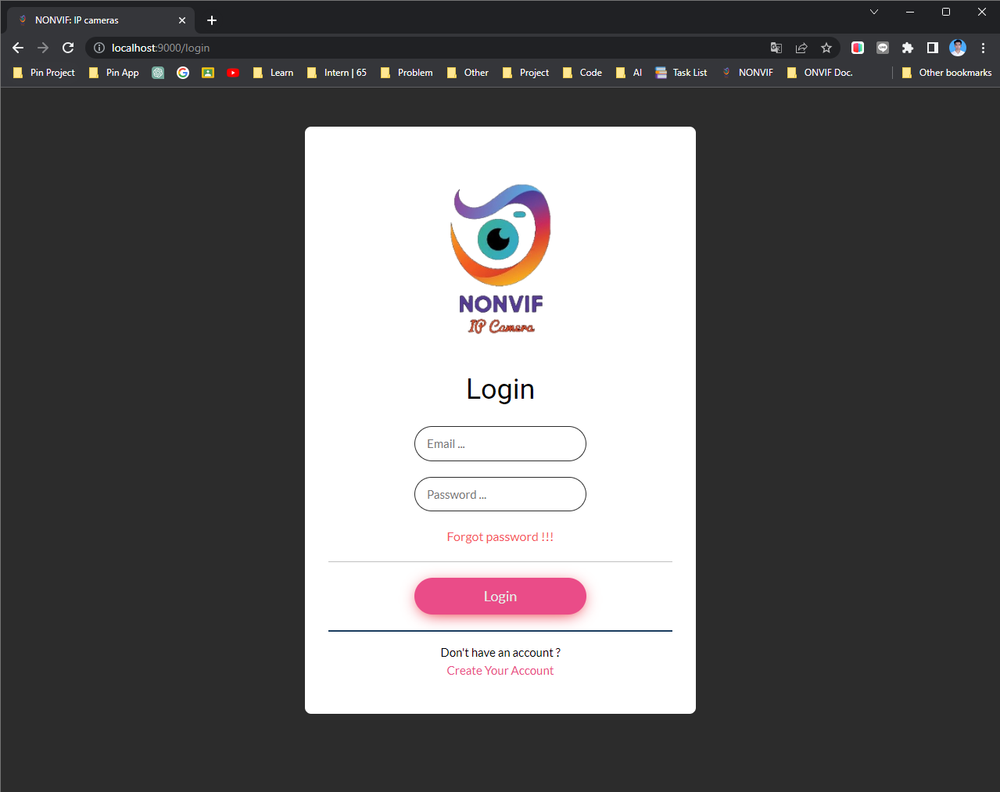 NONVIF: IP cameras
localhost:9000/login
Pin Project Pin App Learn Intern | 65 Problem Other Project Code AI Task List NONVIF ONVIF Doc. Other bookmarks
NONVIF
IP Camera
Login
Email ...
Password ...
Forgot password !!!
Login
Don't have an account ?
Create Your Account